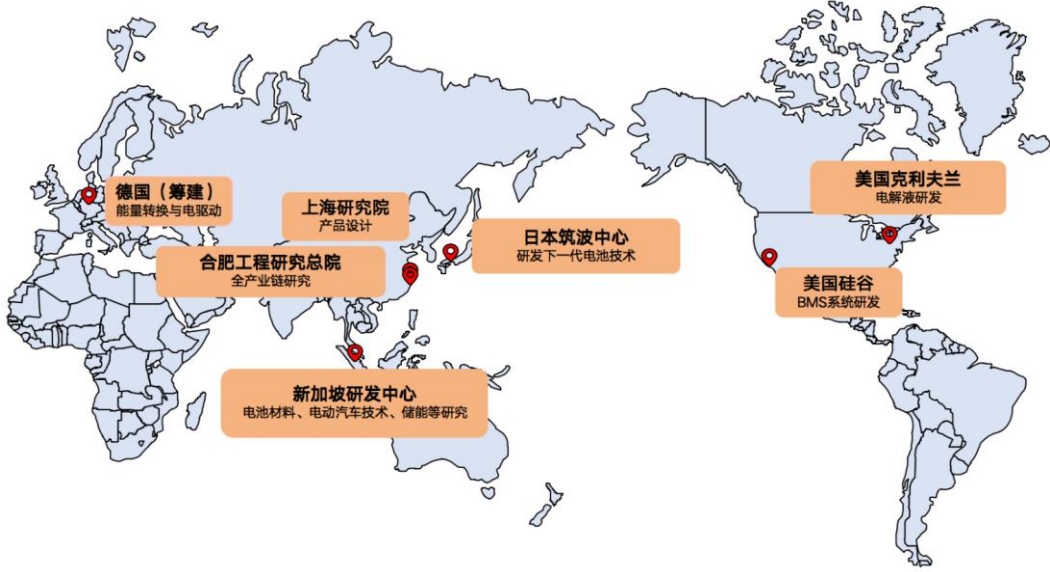 德国（筹建）
能量转换与电驱动
上海研究院
产品设计
合肥工程研究总院
全产业链研究
日本筑波中心
研发下一代电池技术
新加坡研发中心
电池材料、电动汽车技术、储能等研究
美国克利夫兰
电解液研发
美国硅谷
BMS系统研发